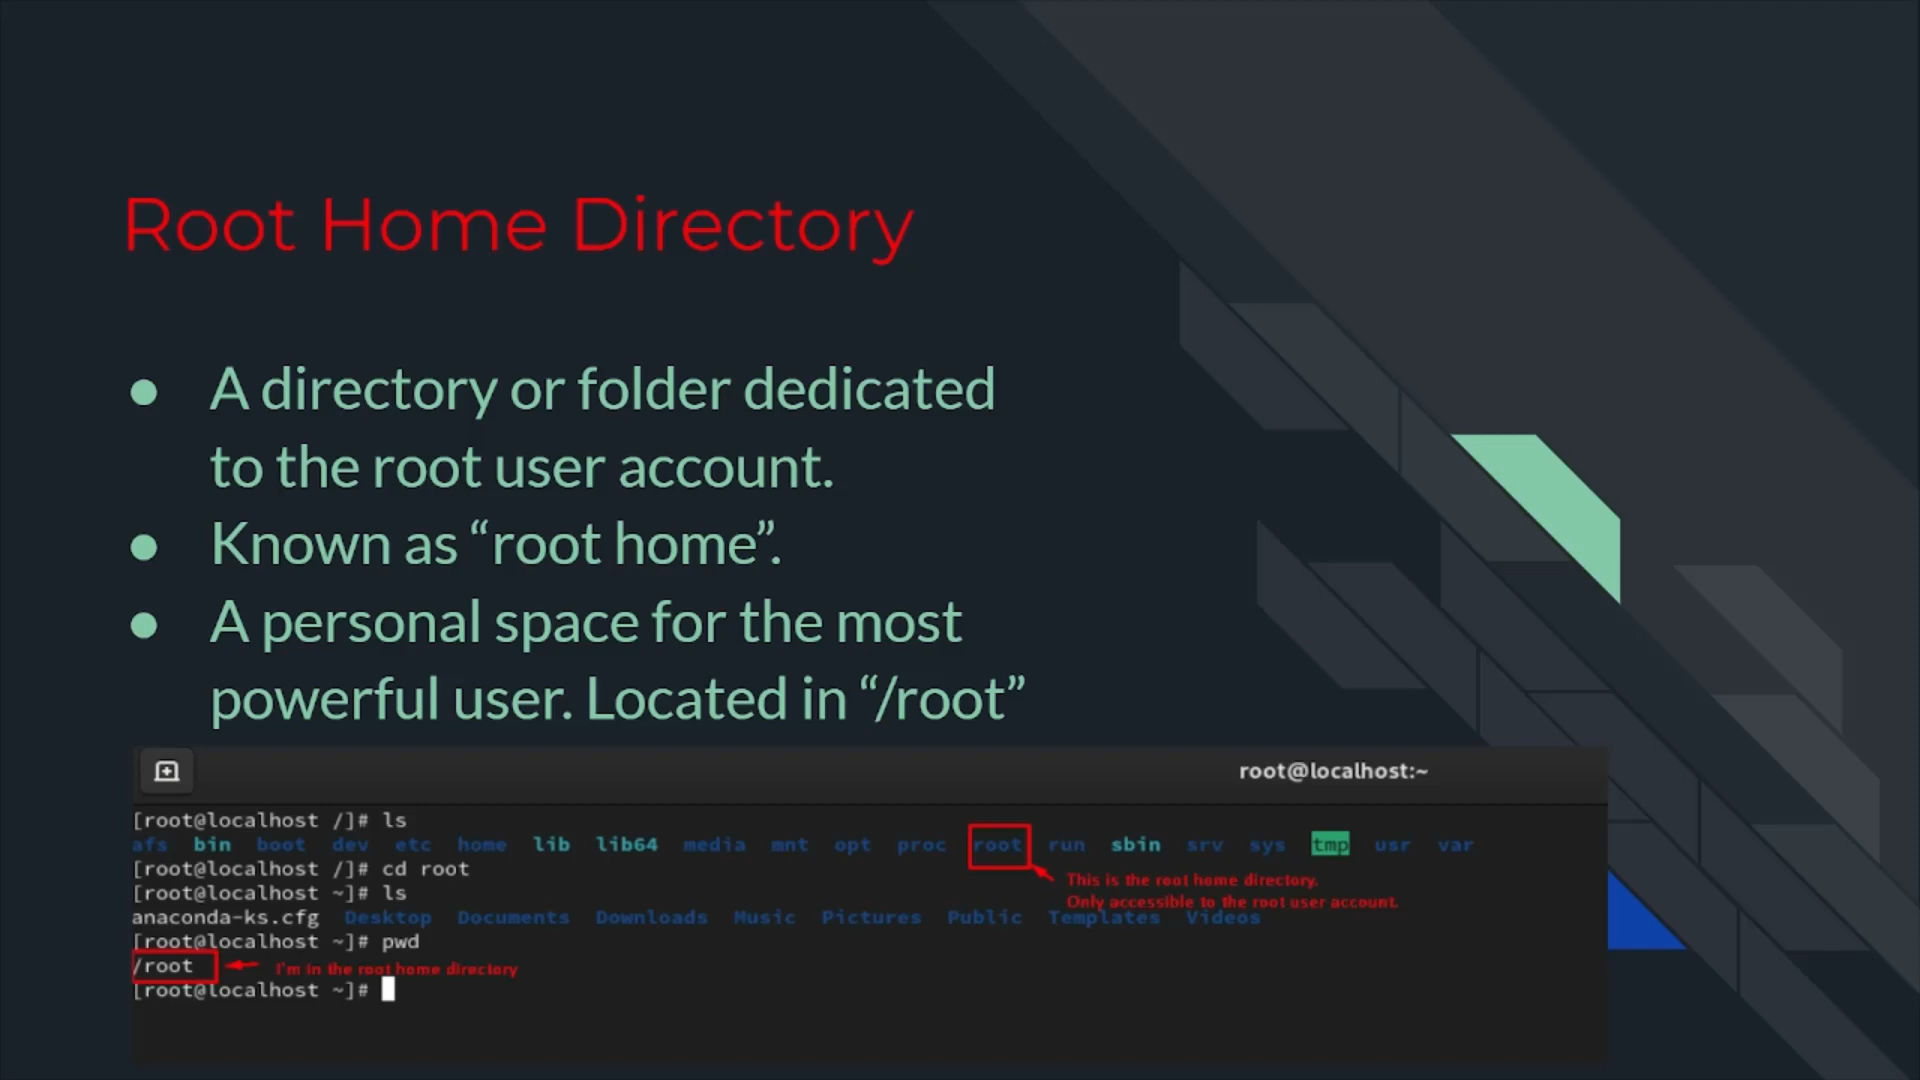 Root Home Directory
● A directory or folder dedicated
to the root user account.
● Known as “root home”.
● A personal space for the most
powerful user. Located in “/root”
root@localhost:~
[root@localhost /]# ls
afs bin boot dev etc home lib lib64 media mnt opt proc root run sbin srv sys tmp usr var
[root@localhost /]# cd root
This is the root home directory.
[root@localhost ~]# ls
Only accessible to the root user account.
anaconda-ks.cfg Desktop Documents Downloads Music Pictures Public Templates Videos
[root@localhost ~]# pwd
/root
I'm in the root home directory
[root@localhost ~]#